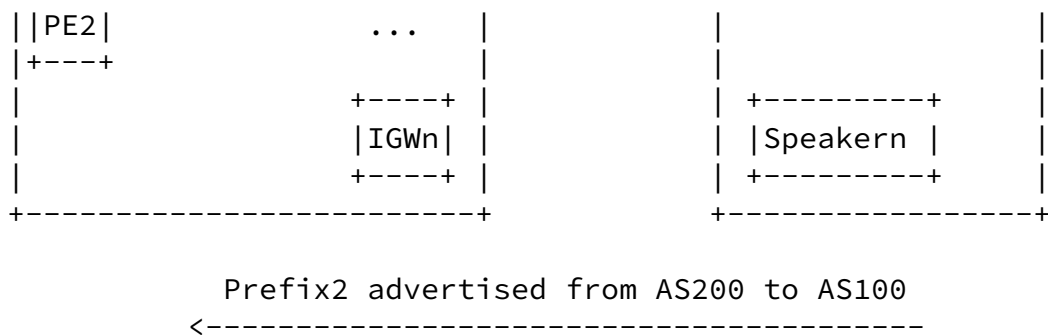 ||PE2|              ...   |            |                 |
|+---+                    |            |                 |
|                  +----+ |            | +---------+     |
|                  |IGWn| |            | |Speakern |     |
|                  +----+ |            | +---------+     |
+-------------------------+            +-----------------+
Prefix2 advertised from AS200 to AS100
<----------------------------------------